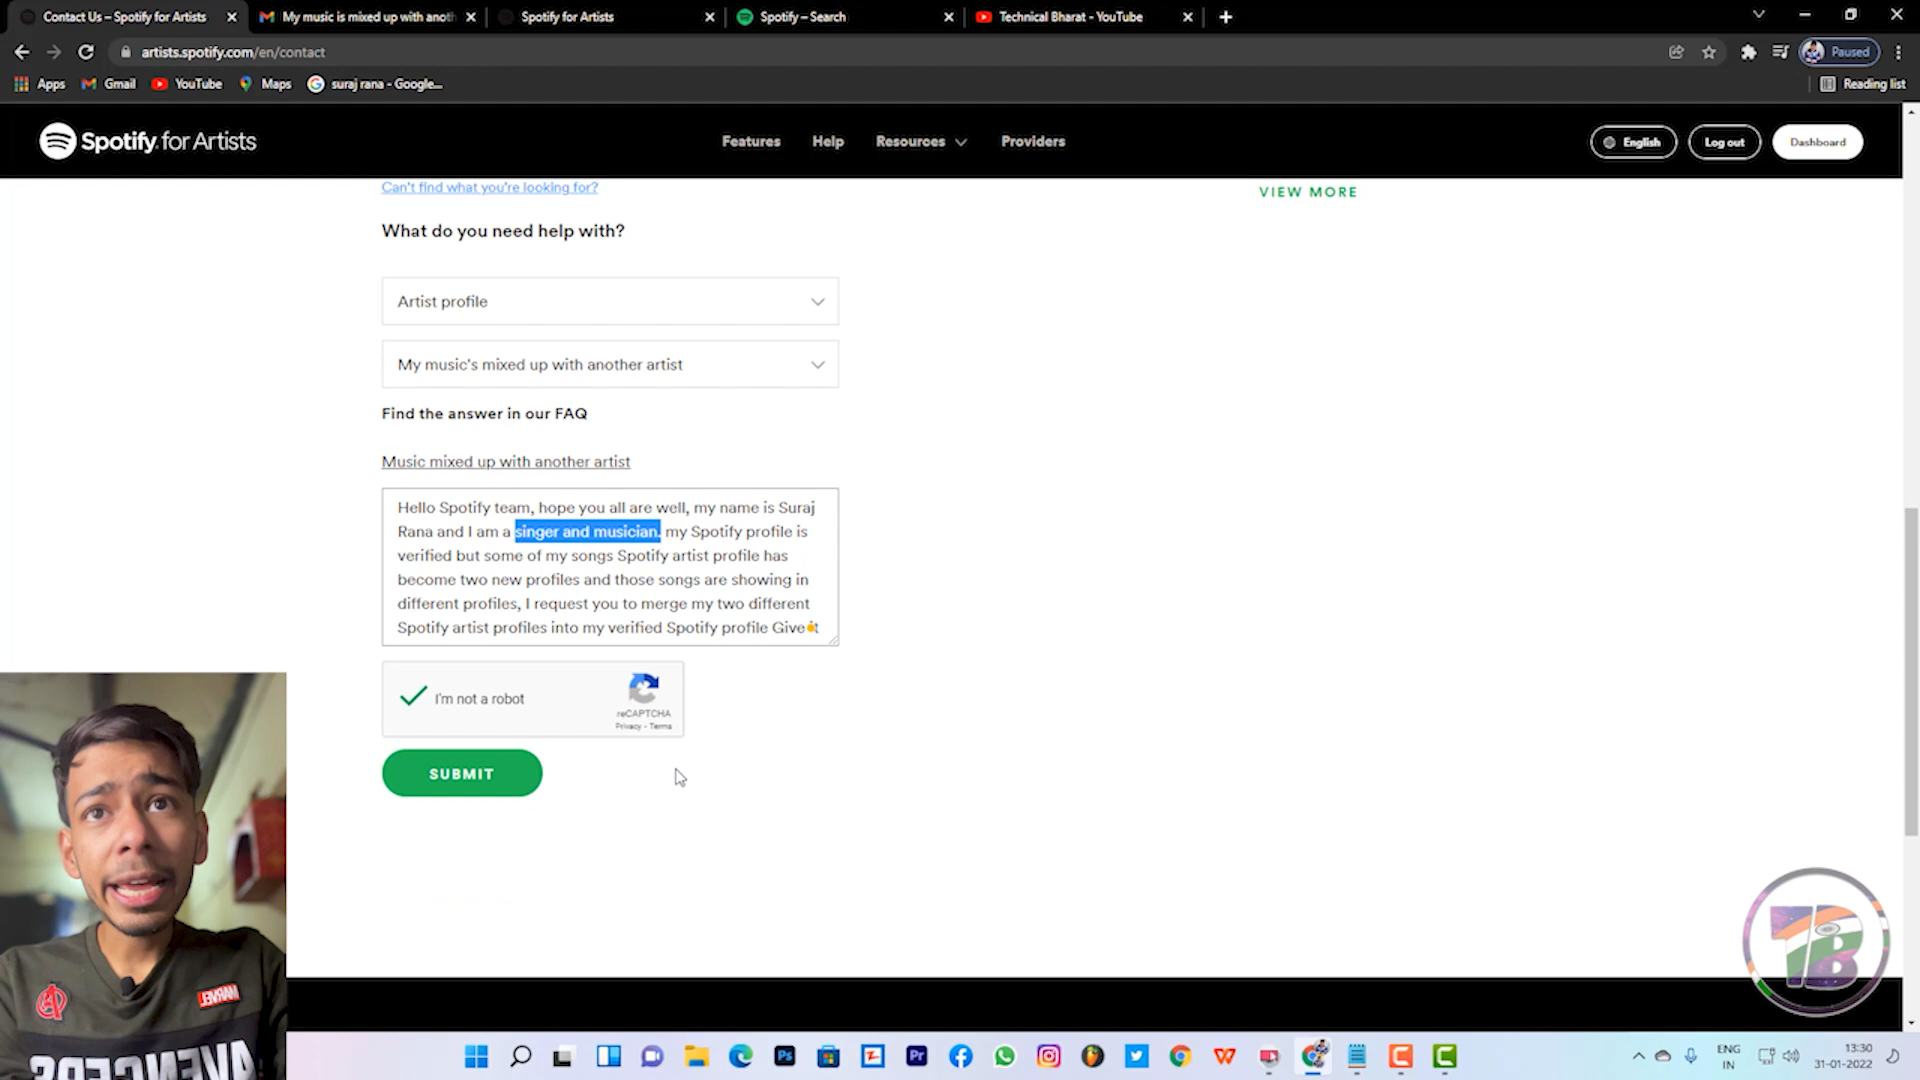 Contact Us – Spotify for Artists
My music is mixed up with anoth
Spotify for Artists
Spotify – Search
Technical Bharat - YouTube
artists.spotify.com/en/contact
Paused
Apps
Gmail
YouTube
Maps
suraj rana - Google...
Reading list
Spotify for Artists
Features
Help
Resources
Providers
English
Log out
Dashboard
Can't find what you're looking for?
VIEW MORE
What do you need help with?
Artist profile
My music's mixed up with another artist
Find the answer in our FAQ
Music mixed up with another artist
Hello Spotify team, hope you all are well, my name is Suraj
Rana and I am a singer and musician. my Spotify profile is
verified but some of my songs Spotify artist profile has
become two new profiles and those songs are showing in
different profiles, I request you to merge my two different
Spotify artist profiles into my verified Spotify profile Give it
I'm not a robot
reCAPTCHA
Privacy - Terms
SUBMIT
MARVEL
AVENGERS
TB
Ps
Pr
ENG
IN
13:30
31-01-2022